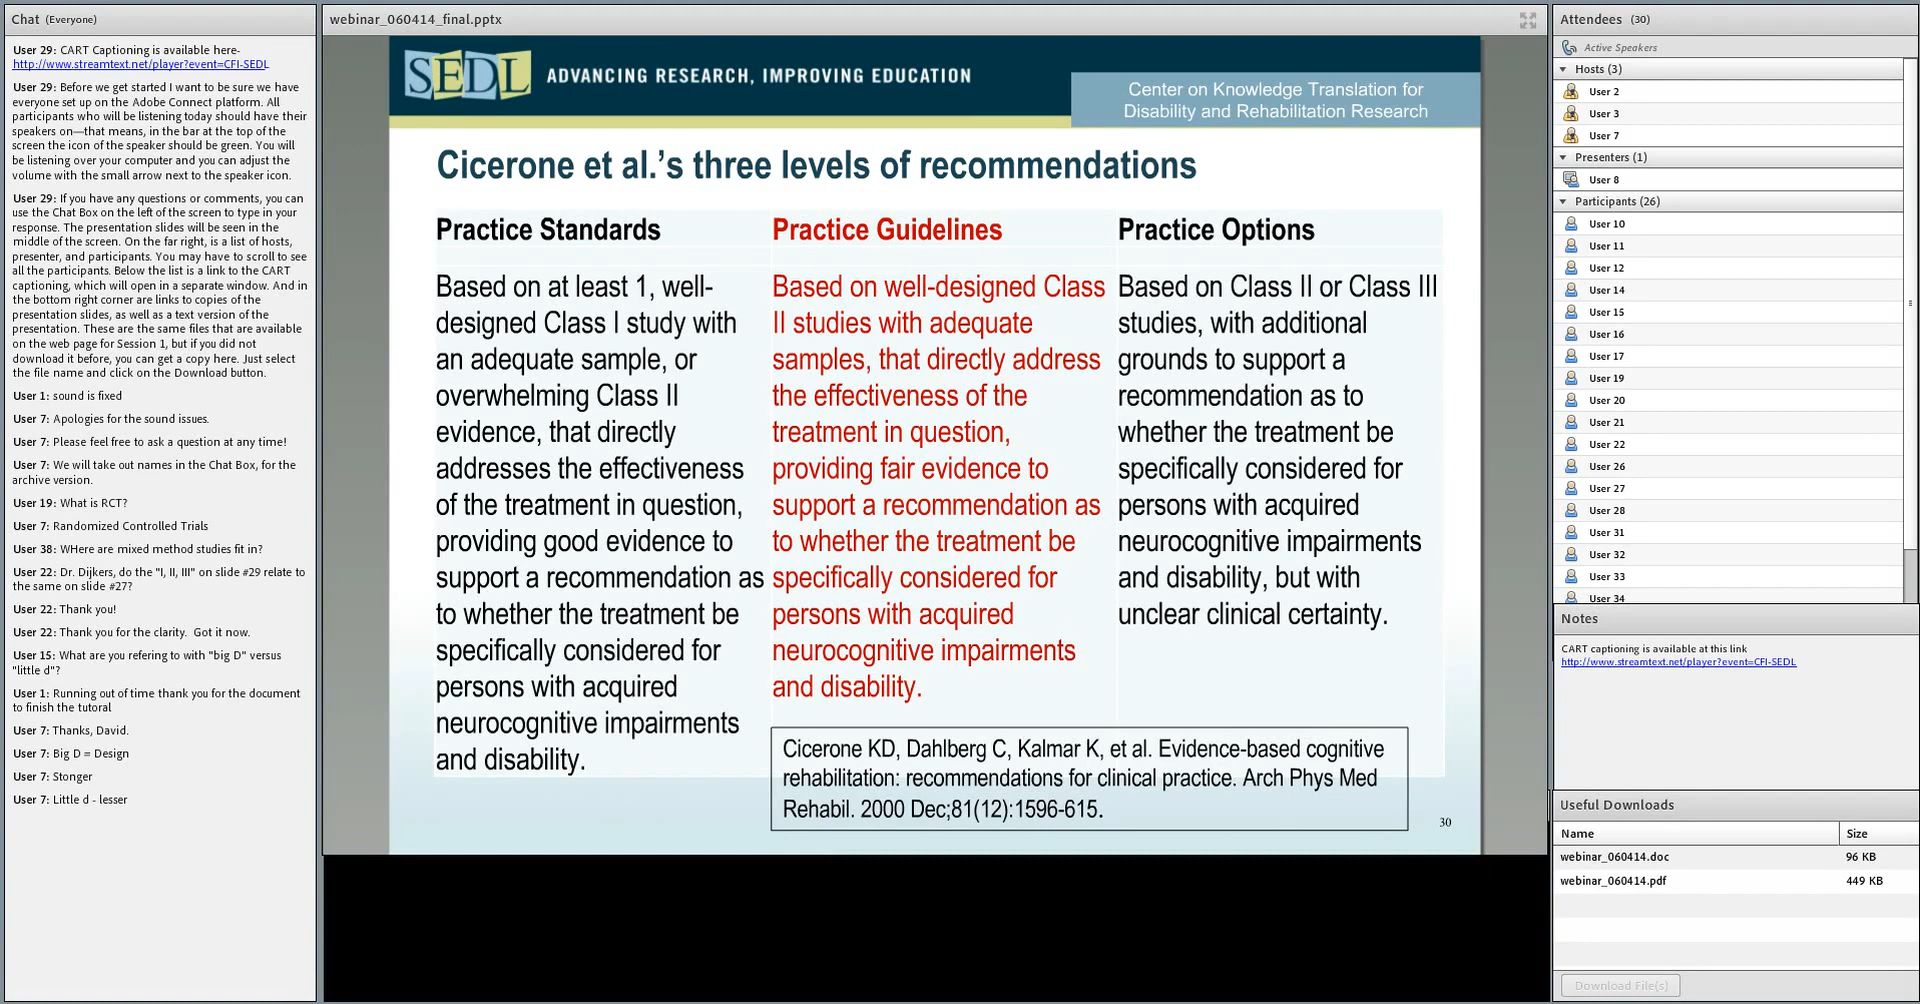 Chat (Everyone)
User 29: CART Captioning is available here-
http://www.streamtext.net/player?event=CFI-SEDL
User 29: Before we get started I want to be sure we have
everyone set up on the Adobe Connect platform. All
participants who will be listening today should have their
speakers on—that means, in the bar at the top of the
screen the icon of the speaker should be green. You will
be listening over your computer and you can adjust the
volume with the small arrow next to the speaker icon.
User 29: If you have any questions or comments, you can
use the Chat Box on the left of the screen to type in your
response. The presentation slides will be seen in the
middle of the screen. On the far right, is a list of hosts,
presenter, and participants. You may have to scroll to see
all the participants. Below the list is a link to the CART
captioning, which will open in a separate window. And in
the bottom right corner are links to copies of the
presentation slides, as well as a text version of the
presentation. These are the same files that are available
on the web page for Session 1, but if you did not
download it before, you can get a copy here. Just select
the file name and click on the Download button.
User 1: sound is fixed
User 7: Apologies for the sound issues.
User 7: Please feel free to ask a question at any time!
User 7: We will take out names in the Chat Box, for the
archive version.
User 19: What is RCT?
User 7: Randomized Controlled Trials
User 38: WHere are mixed method studies fit in?
User 22: Dr. Dijkers, do the "I, II, III" on slide #29 relate to
the same on slide #27?
User 22: Thank you!
User 22: Thank you for the clarity.  Got it now.
User 15: What are you refering to with "big D" versus
"little d"?
User 1: Running out of time thank you for the document
to finish the tutoral
User 7: Thanks, David.
User 7: Big D = Design
User 7: Stonger
User 7: Little d - lesser
webinar_060414_final.pptx
SEDL ADVANCING RESEARCH, IMPROVING EDUCATION
Center on Knowledge Translation for
Disability and Rehabilitation Research
Cicerone et al.’s three levels of recommendations
Practice Standards
Based on at least 1, well-
designed Class I study with
an adequate sample, or
overwhelming Class II
evidence, that directly
addresses the effectiveness
of the treatment in question,
providing good evidence to
support a recommendation as
to whether the treatment be
specifically considered for
persons with acquired
neurocognitive impairments
and disability.
Practice Guidelines
Based on well-designed Class
II studies with adequate
samples, that directly address
the effectiveness of the
treatment in question,
providing fair evidence to
support a recommendation as
to whether the treatment be
specifically considered for
persons with acquired
neurocognitive impairments
and disability.
Practice Options
Based on Class II or Class III
studies, with additional
grounds to support a
recommendation as to
whether the treatment be
specifically considered for
persons with acquired
neurocognitive impairments
and disability, but with
unclear clinical certainty.
Cicerone KD, Dahlberg C, Kalmar K, et al. Evidence-based cognitive
rehabilitation: recommendations for clinical practice. Arch Phys Med
Rehabil. 2000 Dec;81(12):1596-615.
30
Attendees (30)
Active Speakers
Hosts (3)
User 2
User 3
User 7
Presenters (1)
User 8
Participants (26)
User 10
User 11
User 12
User 14
User 15
User 16
User 17
User 19
User 20
User 21
User 22
User 26
User 27
User 28
User 31
User 32
User 33
User 34
Notes
CART captioning is available at this link
http://www.streamtext.net/player?event=CFI-SEDL
Useful Downloads
Name Size
webinar_060414.doc 96 KB
webinar_060414.pdf 449 KB
Download File(s)